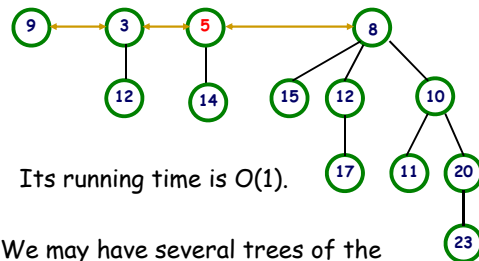 9 3 5 8
12 14 15 12 10
17 11 20
Its running time is O(1).
23
We may have several trees of the